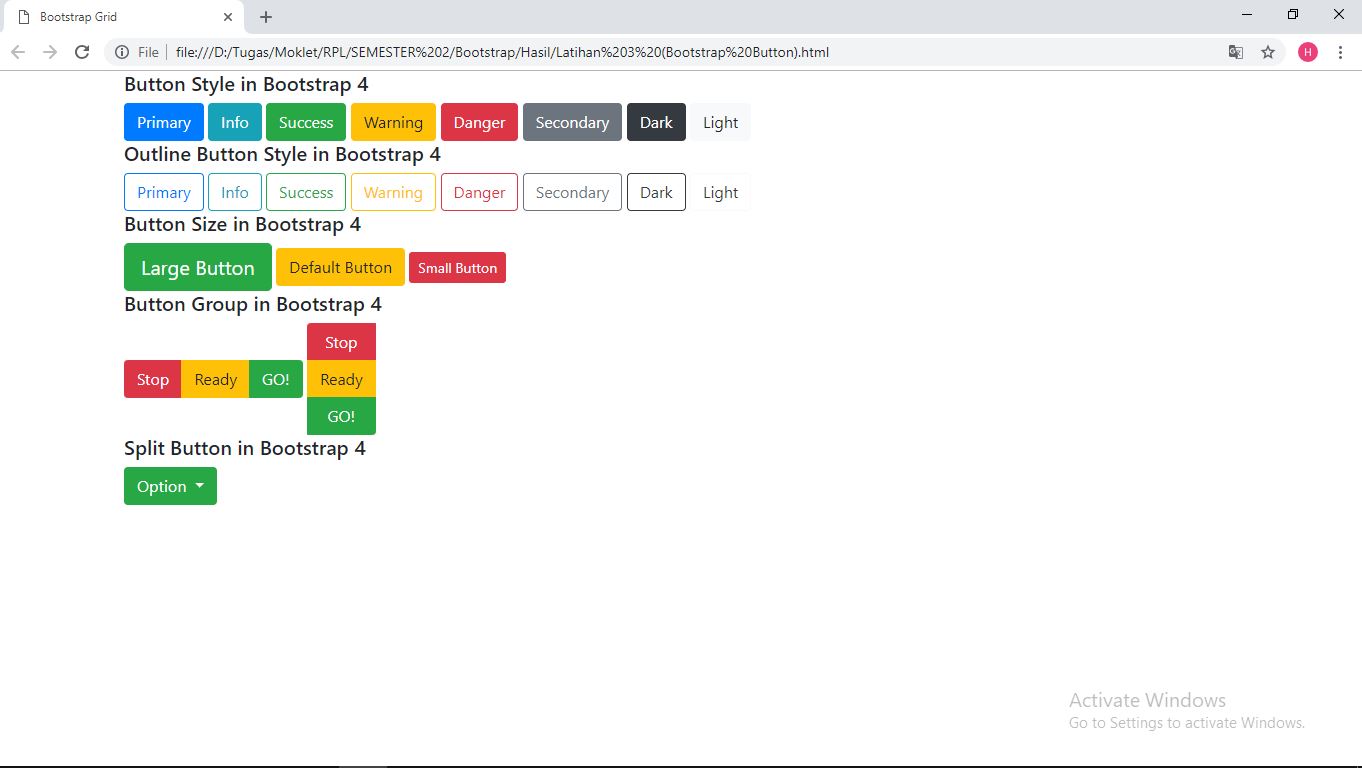 Bootstrap Grid
File file:///D:/Tugas/Moklet/RPL/SEMESTER%202/Bootstrap/Hasil/Latihan%203%20(Bootstrap%20Button).html H
Button Style in Bootstrap 4
Primary Info Success Warning Danger Secondary Dark Light
Outline Button Style in Bootstrap 4
Primary Info Success Warning Danger Secondary Dark Light
Button Size in Bootstrap 4
Large Button Default Button Small Button
Button Group in Bootstrap 4
Stop
Stop Ready GO! Ready
GO!
Split Button in Bootstrap 4
Option
Activate Windows
Go to Settings to activate Windows.